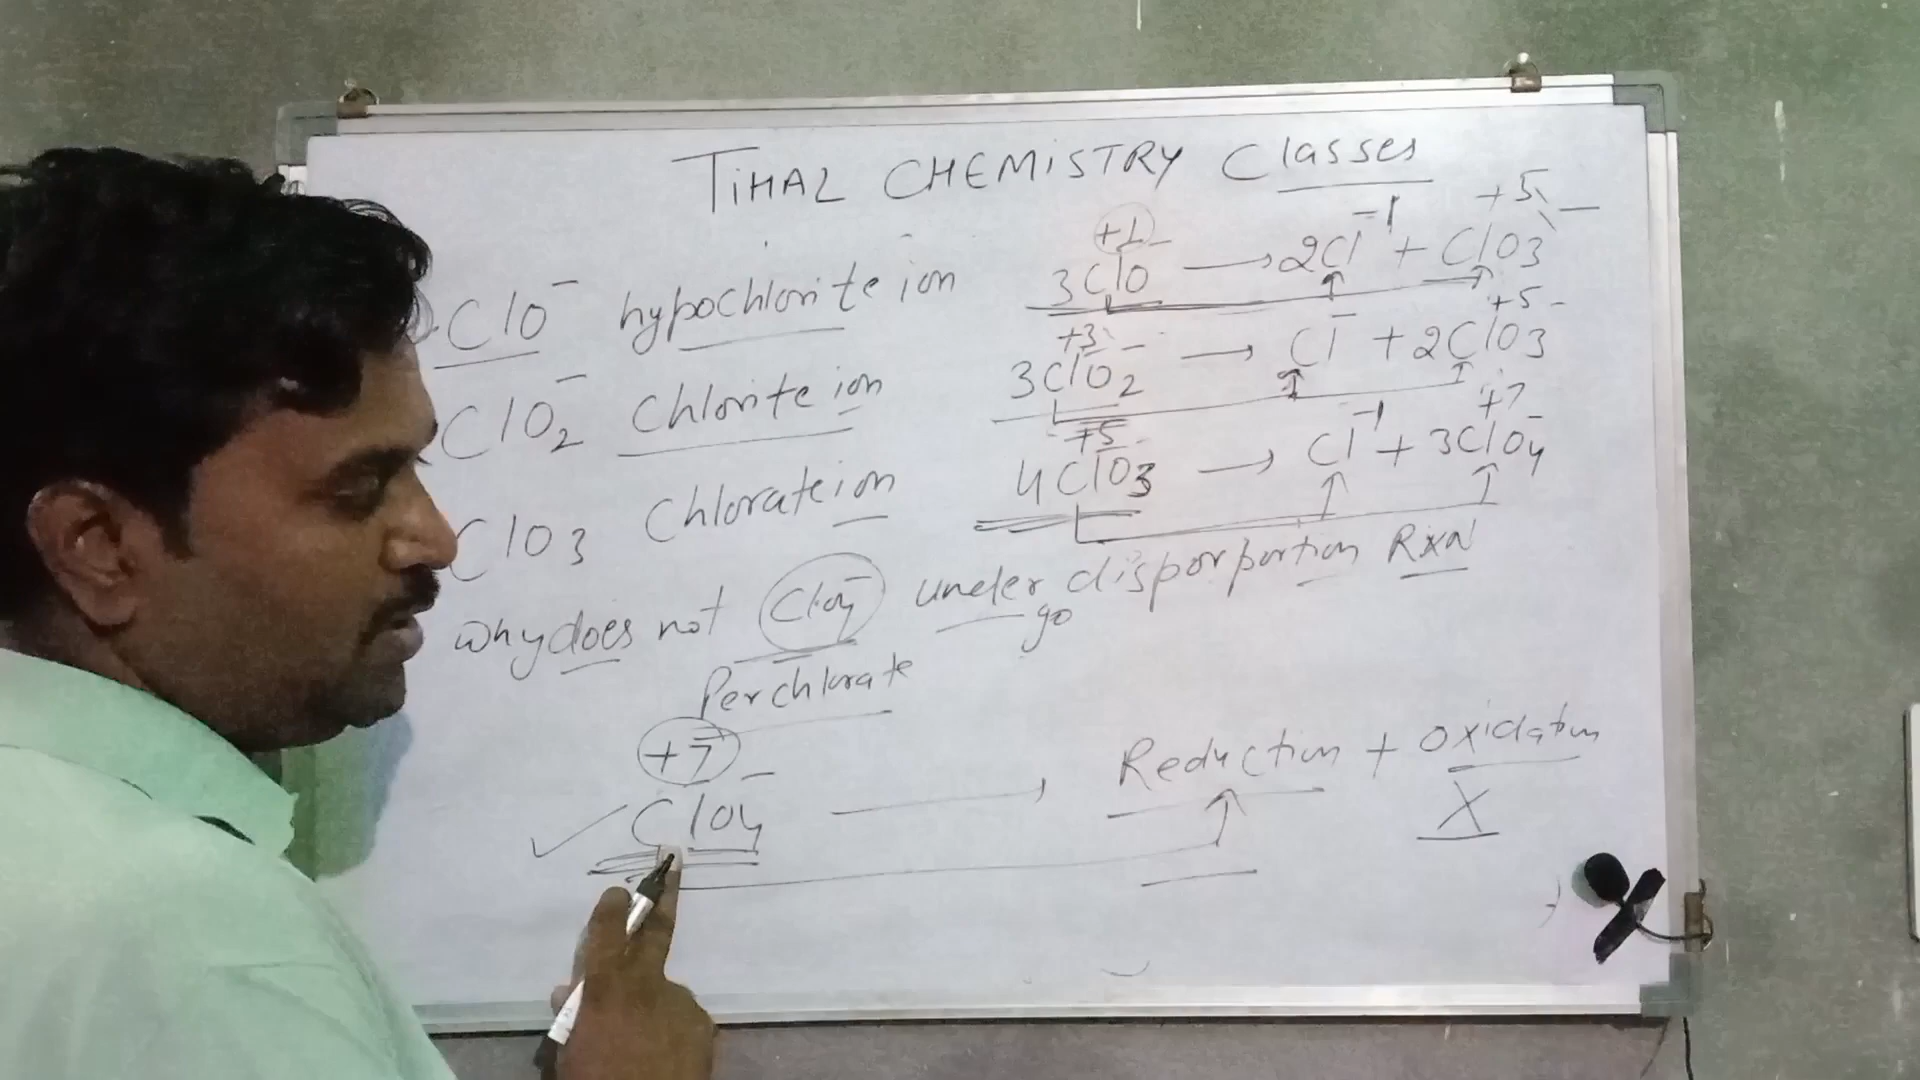 TIHAL CHEMISTRY Classes
ClO⁻ hypochlorite ion
ClO₂⁻ Chlorite ion
ClO₃ Chlorate ion
+1 -1 +5
3ClO⁻ → 2Cl + ClO₃⁻
+3 +5
3ClO₂⁻ → Cl⁻ + 2ClO₃⁻
+5 -1 +7
4ClO₃⁻ → Cl + 3ClO₄⁻
why does not ClO₄⁻ under go disporportion RXN
Perchlorate
+7
ClO₄⁻ → Reduction + Oxidation
X